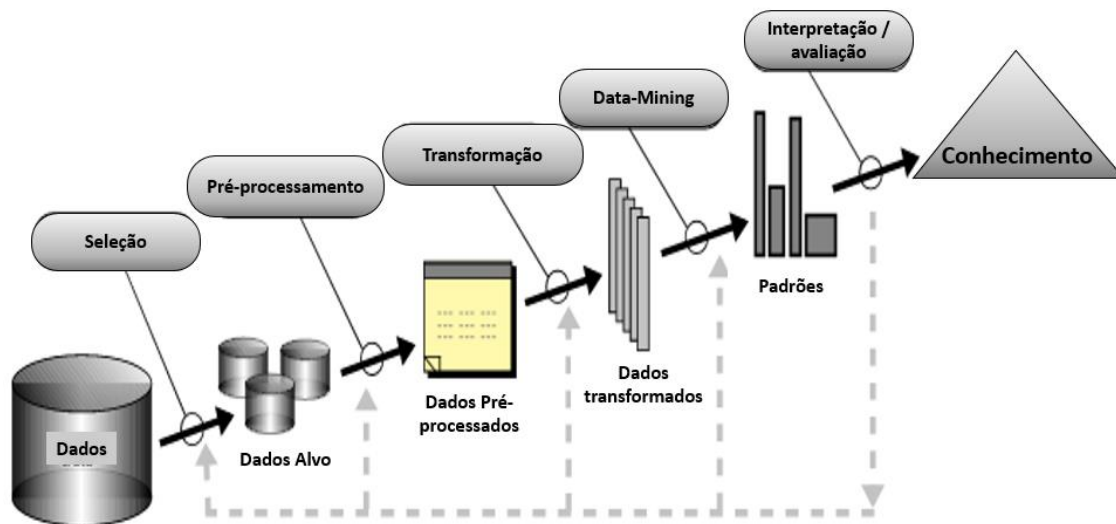 Interpretação /
avaliação
Data-Mining
Transformação
Pré-processamento
Seleção
Conhecimento
Padrões
Dados
transformados
Dados Pré-
processados
Dados Alvo
Dados